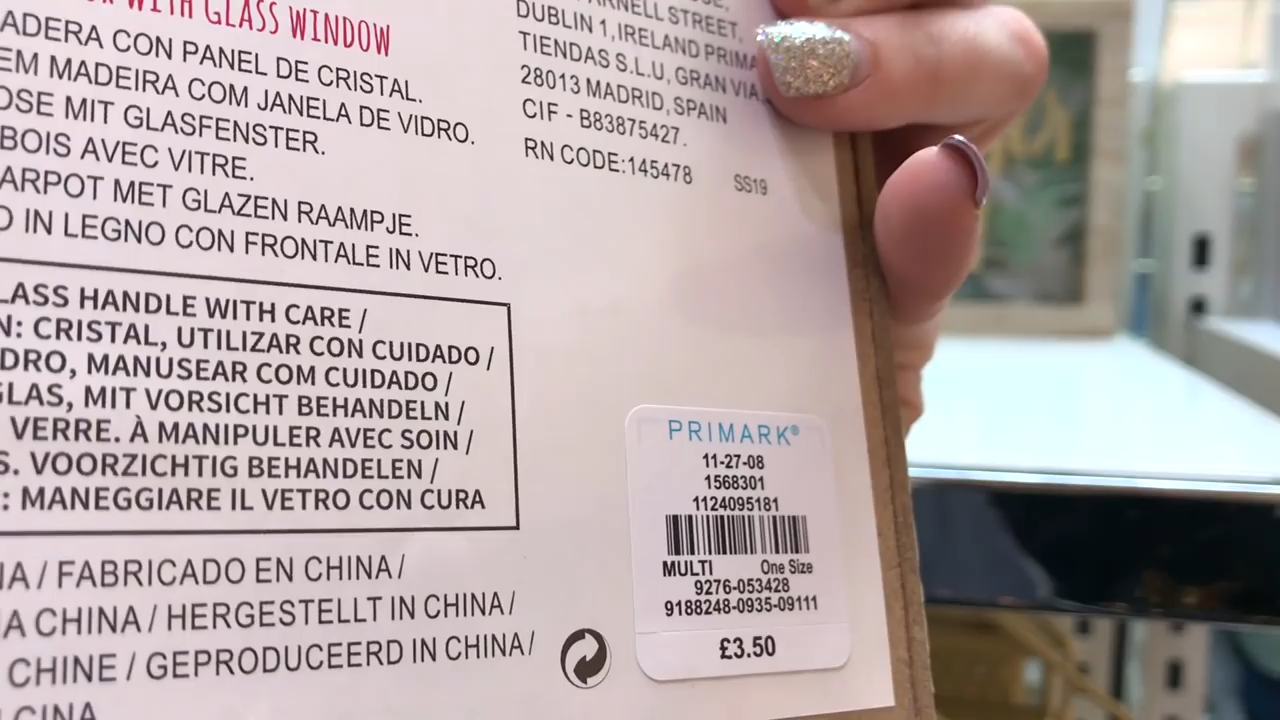 WITH GLASS WINDOW
ADERA CON PANEL DE CRISTAL.
EM MADEIRA COM JANELA DE VIDRO.
OSE MIT GLASFENSTER.
BOIS AVEC VITRE.
ARPOT MET GLAZEN RAAMPJE.
IN LEGNO CON FRONTALE IN VETRO.
LASS HANDLE WITH CARE /
N: CRISTAL, UTILIZAR CON CUIDADO /
DRO, MANUSEAR COM CUIDADO /
GLAS, MIT VORSICHT BEHANDELN /
VERRE. À MANIPULER AVEC SOIN /
S. VOORZICHTIG BEHANDELEN /
: MANEGGIARE IL VETRO CON CURA
NA / FABRICADO EN CHINA /
A CHINA / HERGESTELLT IN CHINA /
CHINE / GEPRODUCEERD IN CHINA /
CINA
ARNELL STREET,
DUBLIN 1, IRELAND PRIMA
TIENDAS S.L.U, GRAN VIA,
28013 MADRID, SPAIN
CIF - B83875427.
RN CODE:145478 SS19
PRIMARK®
11-27-08
1568301
1124095181
MULTI One Size
9276-053428
9188248-0935-09111
£3.50